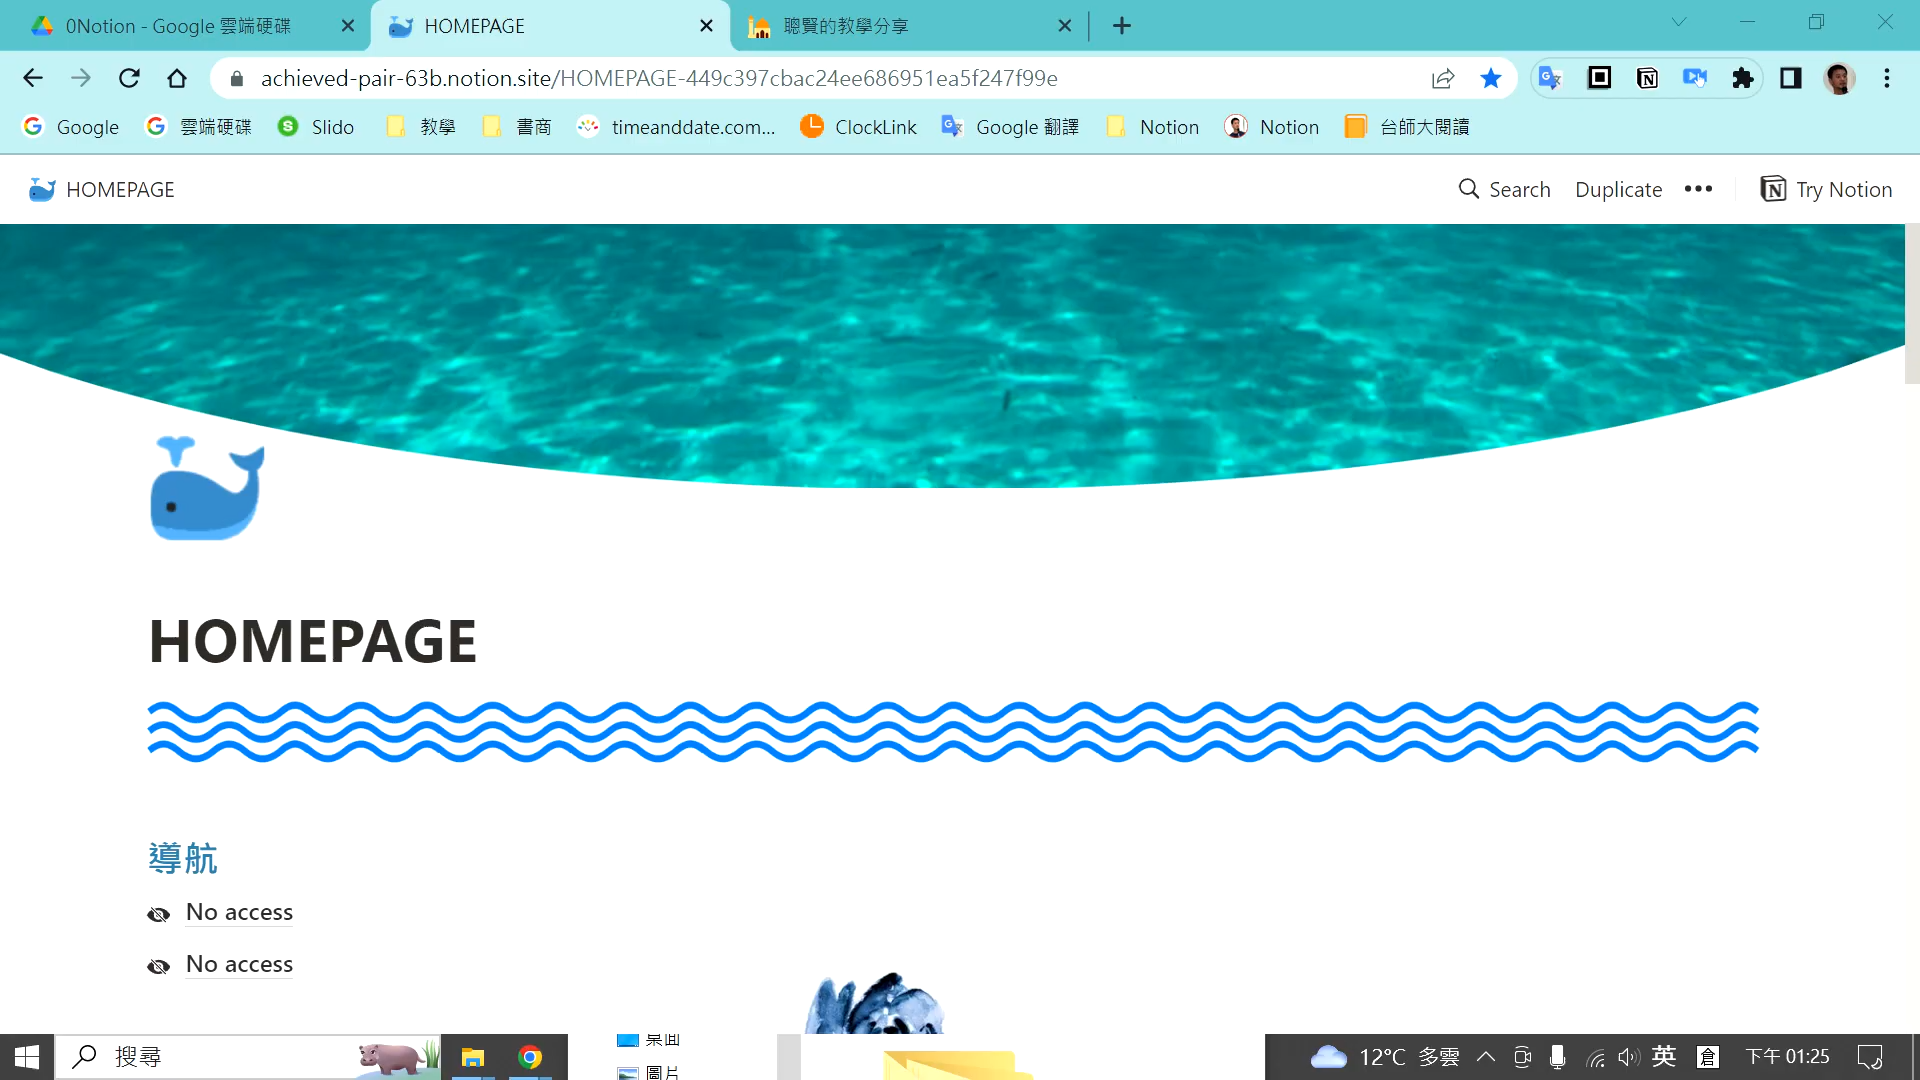 0Notion - Google 雲端硬碟
HOMEPAGE
聰賢的教學分享
achieved-pair-63b.notion.site/HOMEPAGE-449c397cbac24ee686951ea5f247f99e
Google
雲端硬碟
Slido
教學
書商
timeanddate.com...
ClockLink
Google 翻譯
Notion
Notion
台師大閱讀
HOMEPAGE
Search
Duplicate
Try Notion
HOMEPAGE
導航
No access
No access
桌面
圖片
搜尋
12°C 多雲
英
倉
下午 01:25